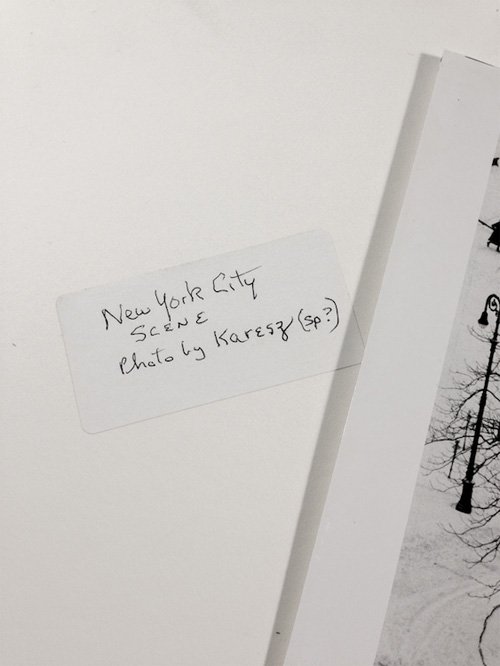 New York City
SCENE
Photo by Karesz (sp?)